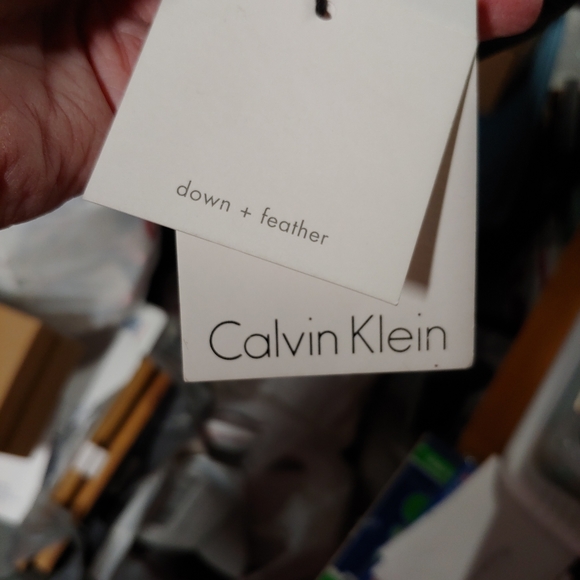 down + feather
Calvin Klein